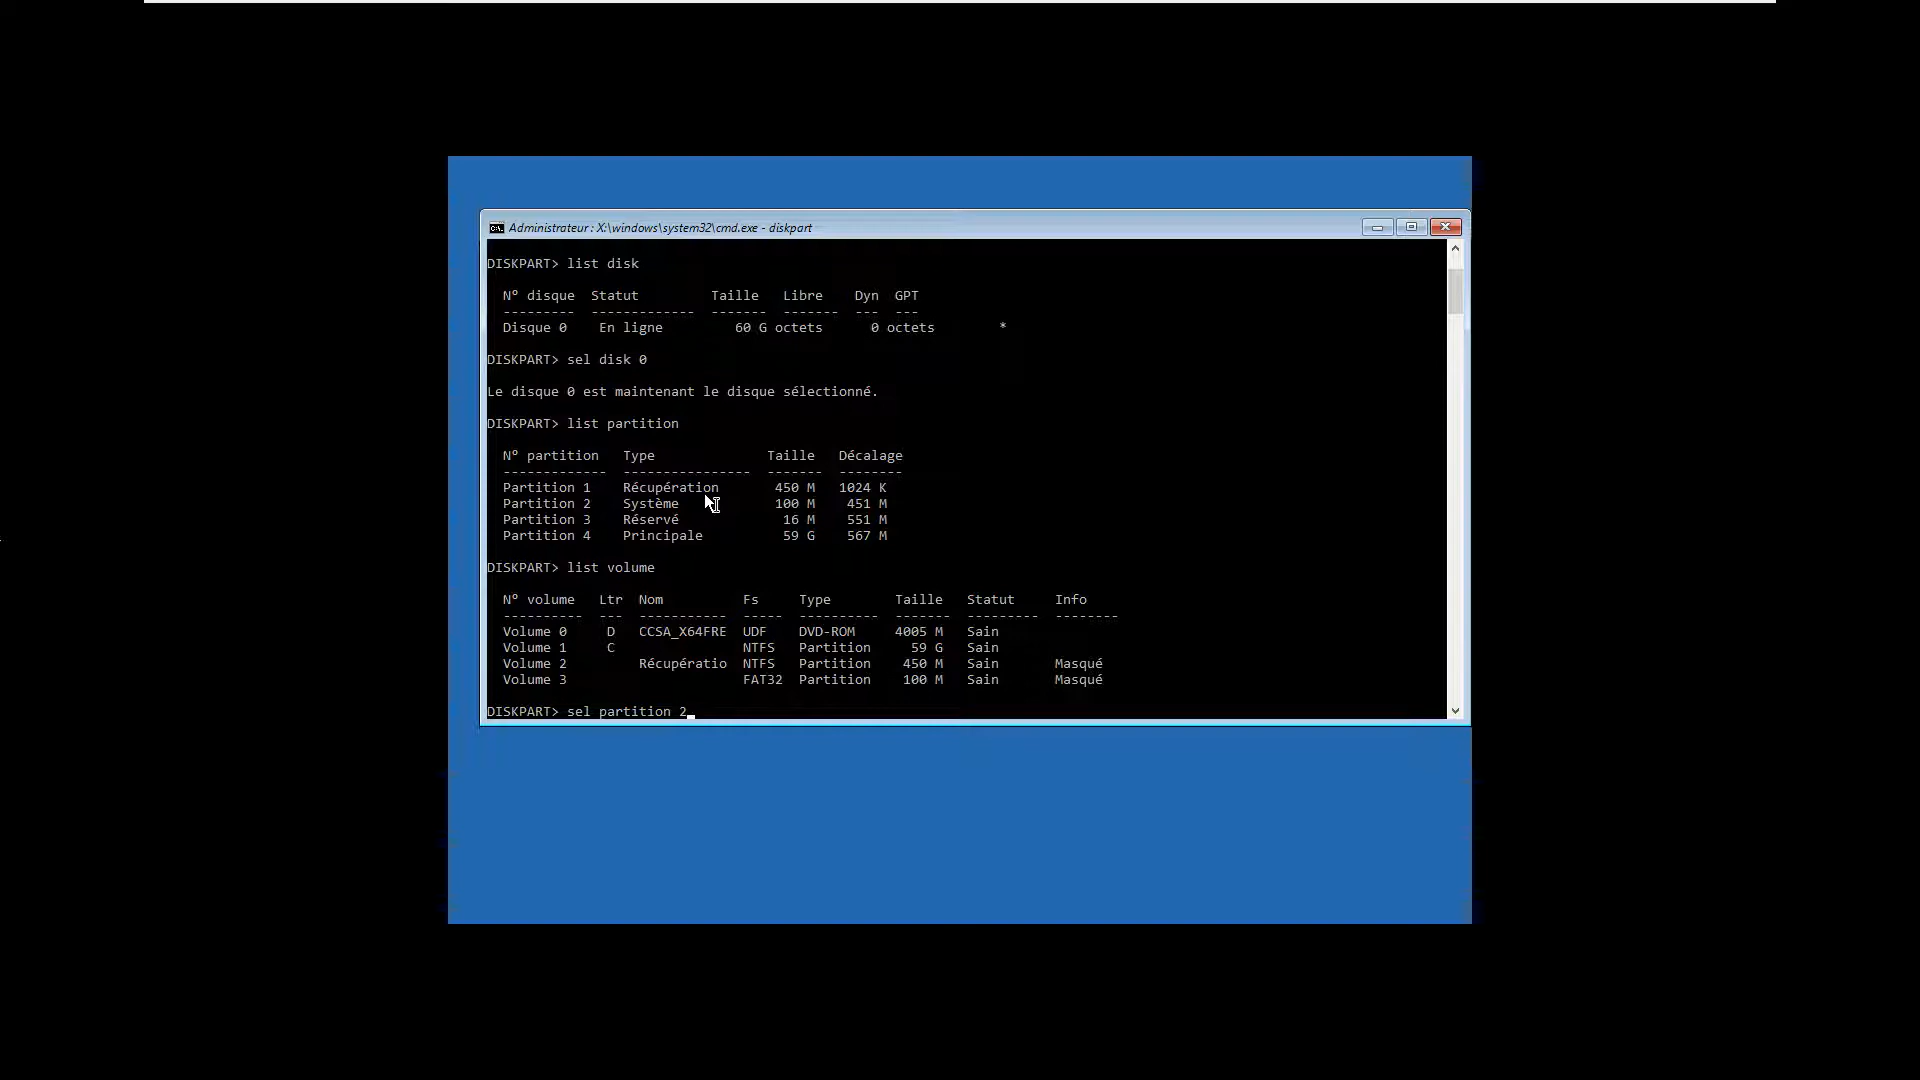 Administrateur : X:\windows\system32\cmd.exe - diskpart
DISKPART> list disk
N° disque  Statut         Taille   Libre    Dyn  GPT
---------  -------------  -------  -------  ---  ---
Disque 0    En ligne         60 G octets      0 octets        *
DISKPART> sel disk 0
Le disque 0 est maintenant le disque sélectionné.
DISKPART> list partition
N° partition   Type              Taille   Décalage
-------------  ----------------  -------  --------
Partition 1    Récupération       450 M   1024 K
Partition 2    Système            100 M    451 M
Partition 3    Réservé             16 M    551 M
Partition 4    Principale          59 G    567 M
DISKPART> list volume
N° volume   Ltr  Nom          Fs     Type        Taille   Statut     Info
----------  ---  -----------  -----  ----------  -------  ---------  --------
Volume 0     D   CCSA_X64FRE  UDF    DVD-ROM     4005 M   Sain
Volume 1     C                NTFS   Partition     59 G   Sain
Volume 2         Récupératio  NTFS   Partition    450 M   Sain       Masqué
Volume 3                      FAT32  Partition    100 M   Sain       Masqué
DISKPART> sel partition 2